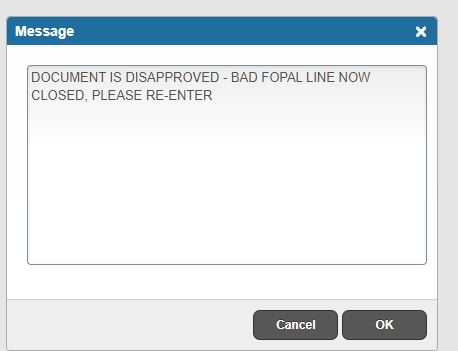 Message
DOCUMENT IS DISAPPROVED - BAD FOPAL LINE NOW
CLOSED, PLEASE RE-ENTER
Cancel
OK